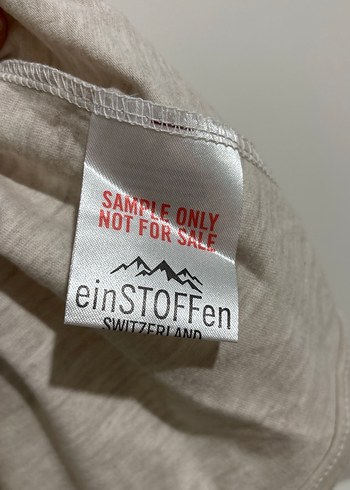 SAMPLE ONLY
NOT FOR SALE
einSTOFFen
SWITZERLAND